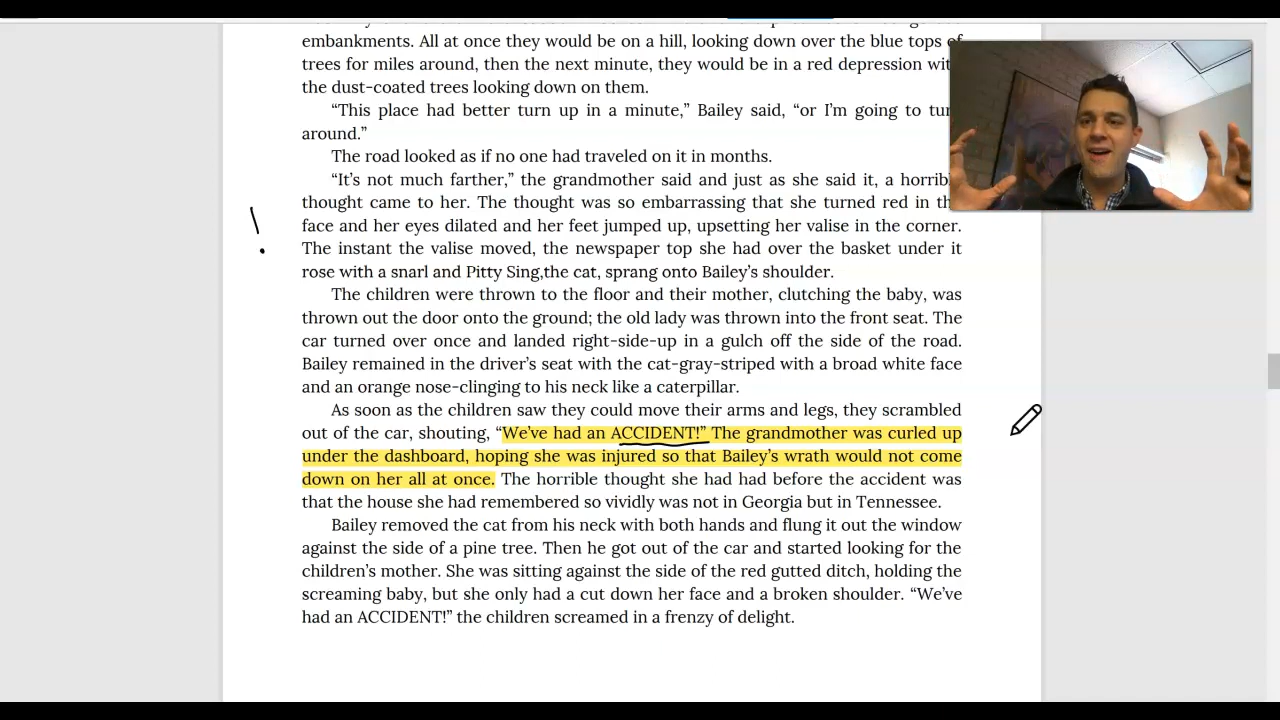 embankments. All at once they would be on a hill, looking down over the blue tops of
trees for miles around, then the next minute, they would be in a red depression with
the dust-coated trees looking down on them.
“This place had better turn up in a minute,” Bailey said, “or I’m going to turn
around.”
The road looked as if no one had traveled on it in months.
“It’s not much farther,” the grandmother said and just as she said it, a horrible
thought came to her. The thought was so embarrassing that she turned red in the
face and her eyes dilated and her feet jumped up, upsetting her valise in the corner.
The instant the valise moved, the newspaper top she had over the basket under it
rose with a snarl and Pitty Sing,the cat, sprang onto Bailey’s shoulder.
The children were thrown to the floor and their mother, clutching the baby, was
thrown out the door onto the ground; the old lady was thrown into the front seat. The
car turned over once and landed right-side-up in a gulch off the side of the road.
Bailey remained in the driver’s seat with the cat-gray-striped with a broad white face
and an orange nose-clinging to his neck like a caterpillar.
As soon as the children saw they could move their arms and legs, they scrambled
out of the car, shouting, “We’ve had an ACCIDENT!” The grandmother was curled up
under the dashboard, hoping she was injured so that Bailey’s wrath would not come
down on her all at once. The horrible thought she had had before the accident was
that the house she had remembered so vividly was not in Georgia but in Tennessee.
Bailey removed the cat from his neck with both hands and flung it out the window
against the side of a pine tree. Then he got out of the car and started looking for the
children’s mother. She was sitting against the side of the red gutted ditch, holding the
screaming baby, but she only had a cut down her face and a broken shoulder. “We’ve
had an ACCIDENT!” the children screamed in a frenzy of delight.